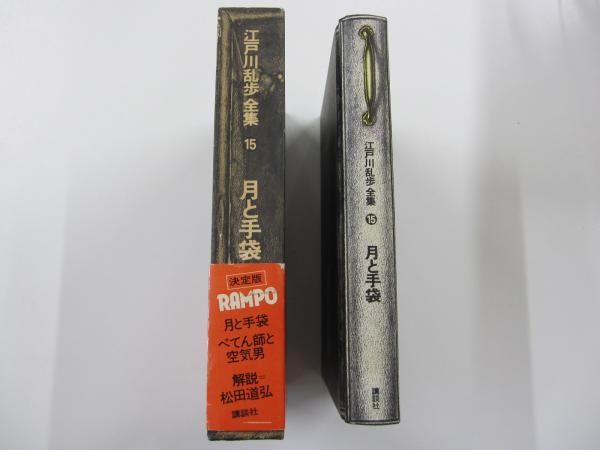 江戸川乱歩 全集
15
月と手袋
決定版
RAMPO
月と手袋
ぺてん師と
空気男
解説=
松田道弘
講談社
江戸川乱歩 全集
15
月と手袋
講談社